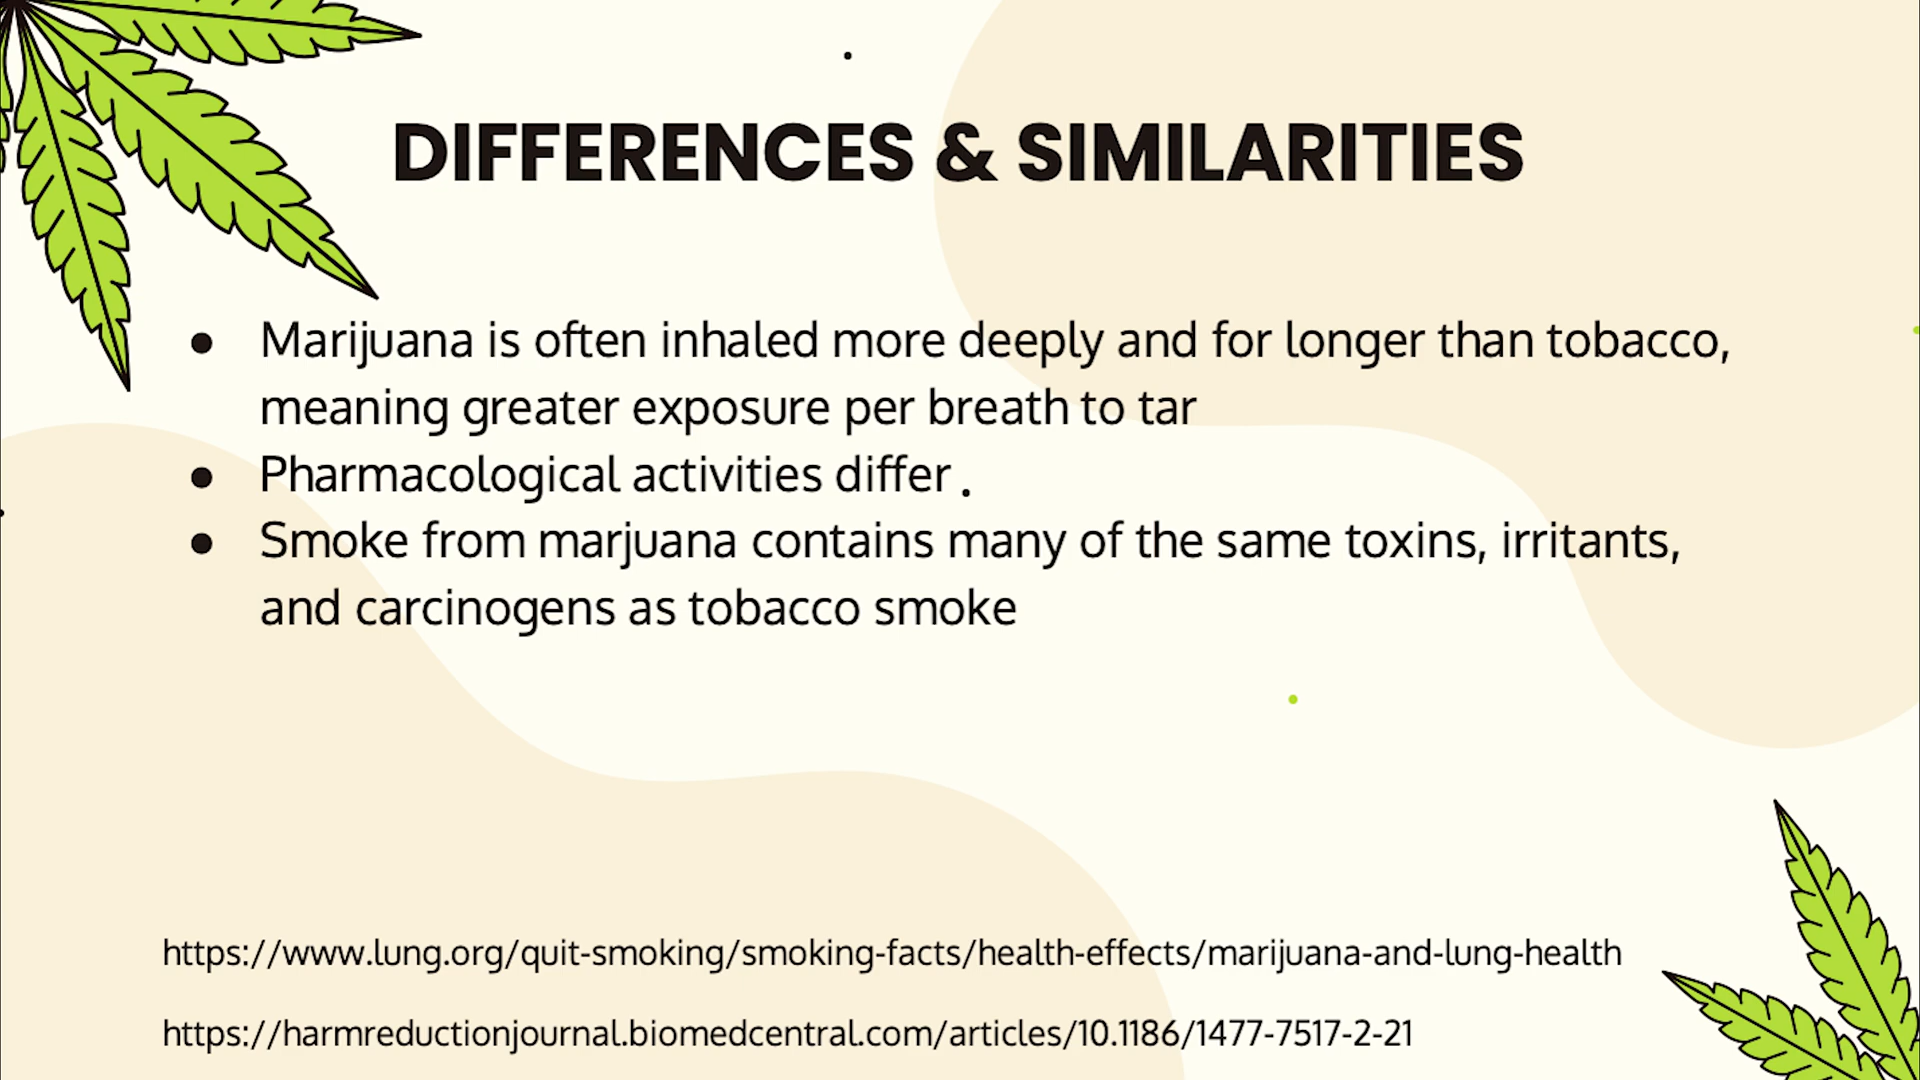 DIFFERENCES & SIMILARITIES
● Marijuana is often inhaled more deeply and for longer than tobacco,
meaning greater exposure per breath to tar
● Pharmacological activities differ .
● Smoke from marjuana contains many of the same toxins, irritants,
and carcinogens as tobacco smoke
https://www.lung.org/quit-smoking/smoking-facts/health-effects/marijuana-and-lung-health
https://harmreductionjournal.biomedcentral.com/articles/10.1186/1477-7517-2-21